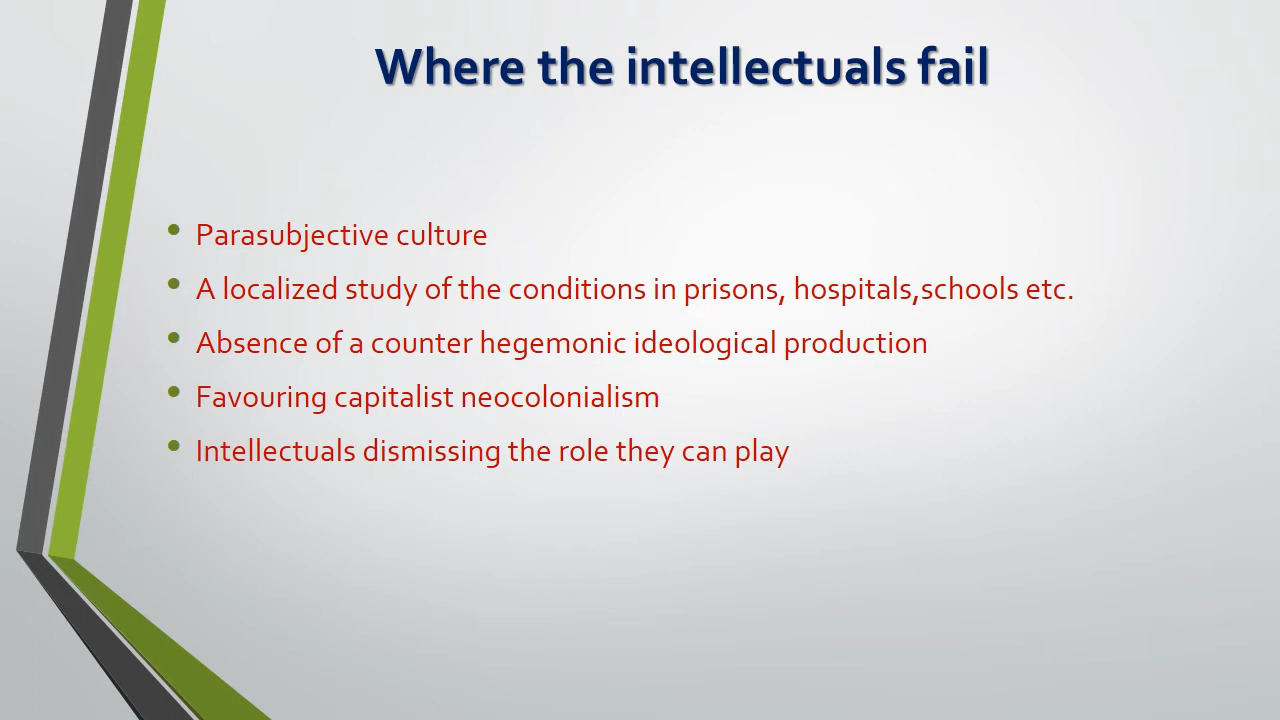 Where the intellectuals fail
• Parasubjective culture
• A localized study of the conditions in prisons, hospitals,schools etc.
• Absence of a counter hegemonic ideological production
• Favouring capitalist neocolonialism
• Intellectuals dismissing the role they can play